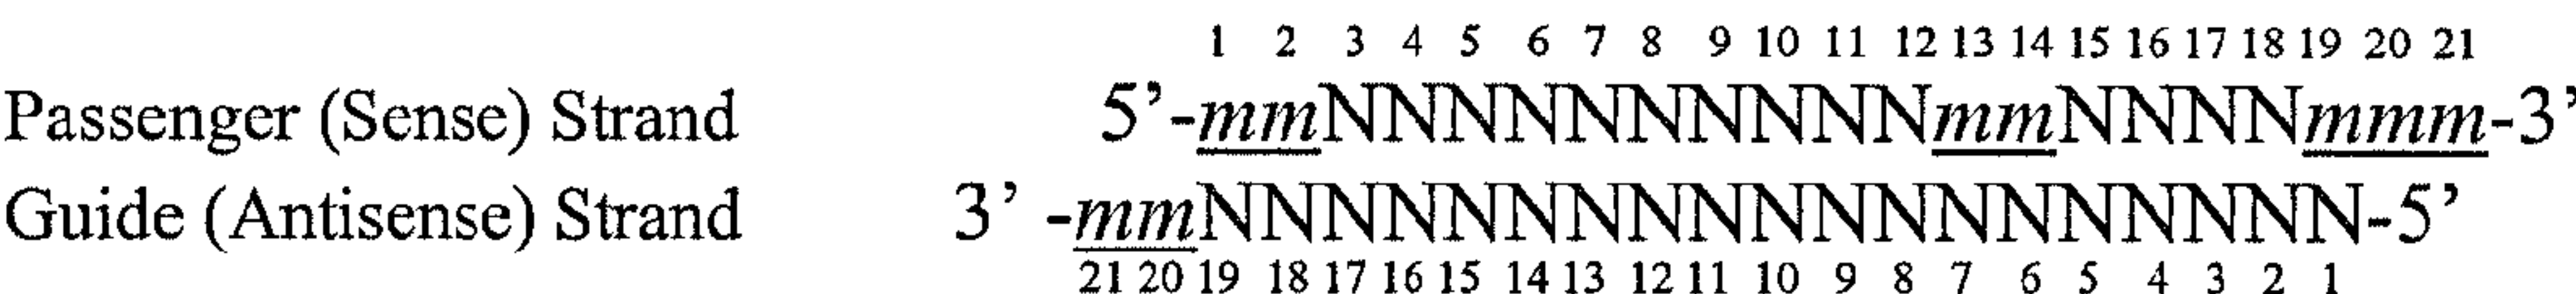 1 2 3 4 5 6 7 8 9 10 11 12 13 14 15 16 17 18 19 20 21
Passenger (Sense) Strand 5’-mmNNNNNNNNNNmmNNNNmmm-3’
Guide (Antisense) Strand 3’ -mmNNNNNNNNNNNNNNNNNNN-5’
21 20 19 18 17 16 15 14 13 12 11 10 9 8 7 6 5 4 3 2 1